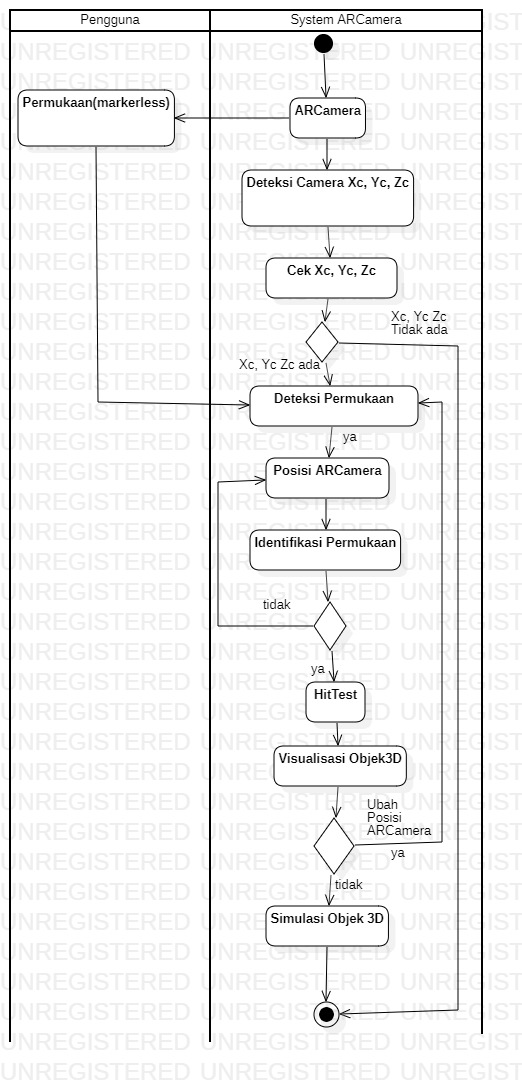 Pengguna
System ARCamera
Permukaan(markerless)
ARCamera
Deteksi Camera Xc, Yc, Zc
Cek Xc, Yc, Zc
Xc, Yc Zc
Tidak ada
Xc, Yc Zc ada
Deteksi Permukaan
ya
Posisi ARCamera
Identifikasi Permukaan
tidak
ya
HitTest
Visualisasi Objek3D
Ubah
Posisi
ARCamera
ya
tidak
Simulasi Objek 3D
UNREGISTERED